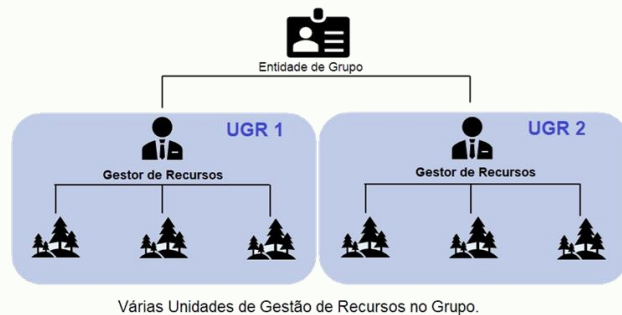 Entidade de Grupo
UGR 1
UGR 2
Gestor de Recursos
Gestor de Recursos
Várias Unidades de Gestão de Recursos no Grupo.